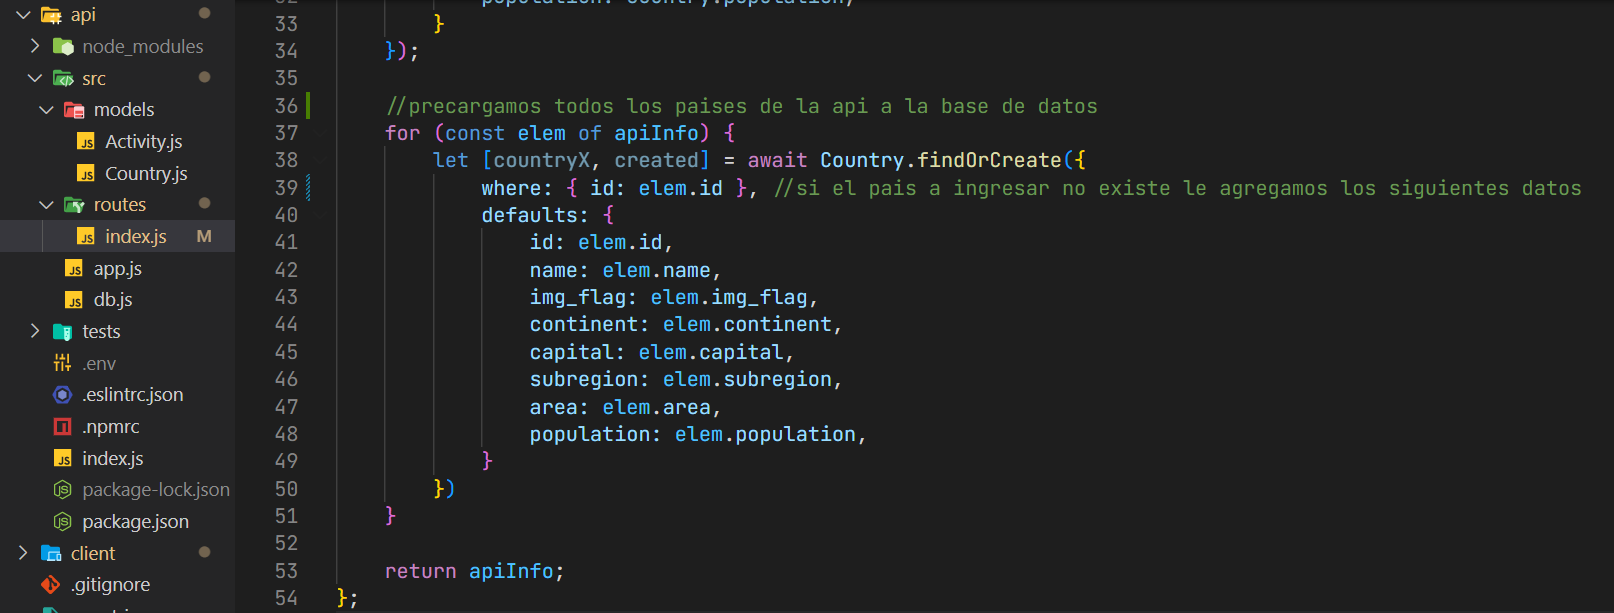 api
node_modules
src
models
Activity.js
Country.js
routes
index.js M
app.js
db.js
tests
.env
.eslintrc.json
.npmrc
index.js
package-lock.json
package.json
client
.gitignore
population: country.population,
33 }
34 });
35
36 //precargamos todos los paises de la api a la base de datos
37 for (const elem of apiInfo) {
38 let [countryX, created] = await Country.findOrCreate({
39 where: { id: elem.id }, //si el pais a ingresar no existe le agregamos los siguientes datos
40 defaults: {
41 id: elem.id,
42 name: elem.name,
43 img_flag: elem.img_flag,
44 continent: elem.continent,
45 capital: elem.capital,
46 subregion: elem.subregion,
47 area: elem.area,
48 population: elem.population,
49 }
50 })
51 }
52
53 return apiInfo;
54 };